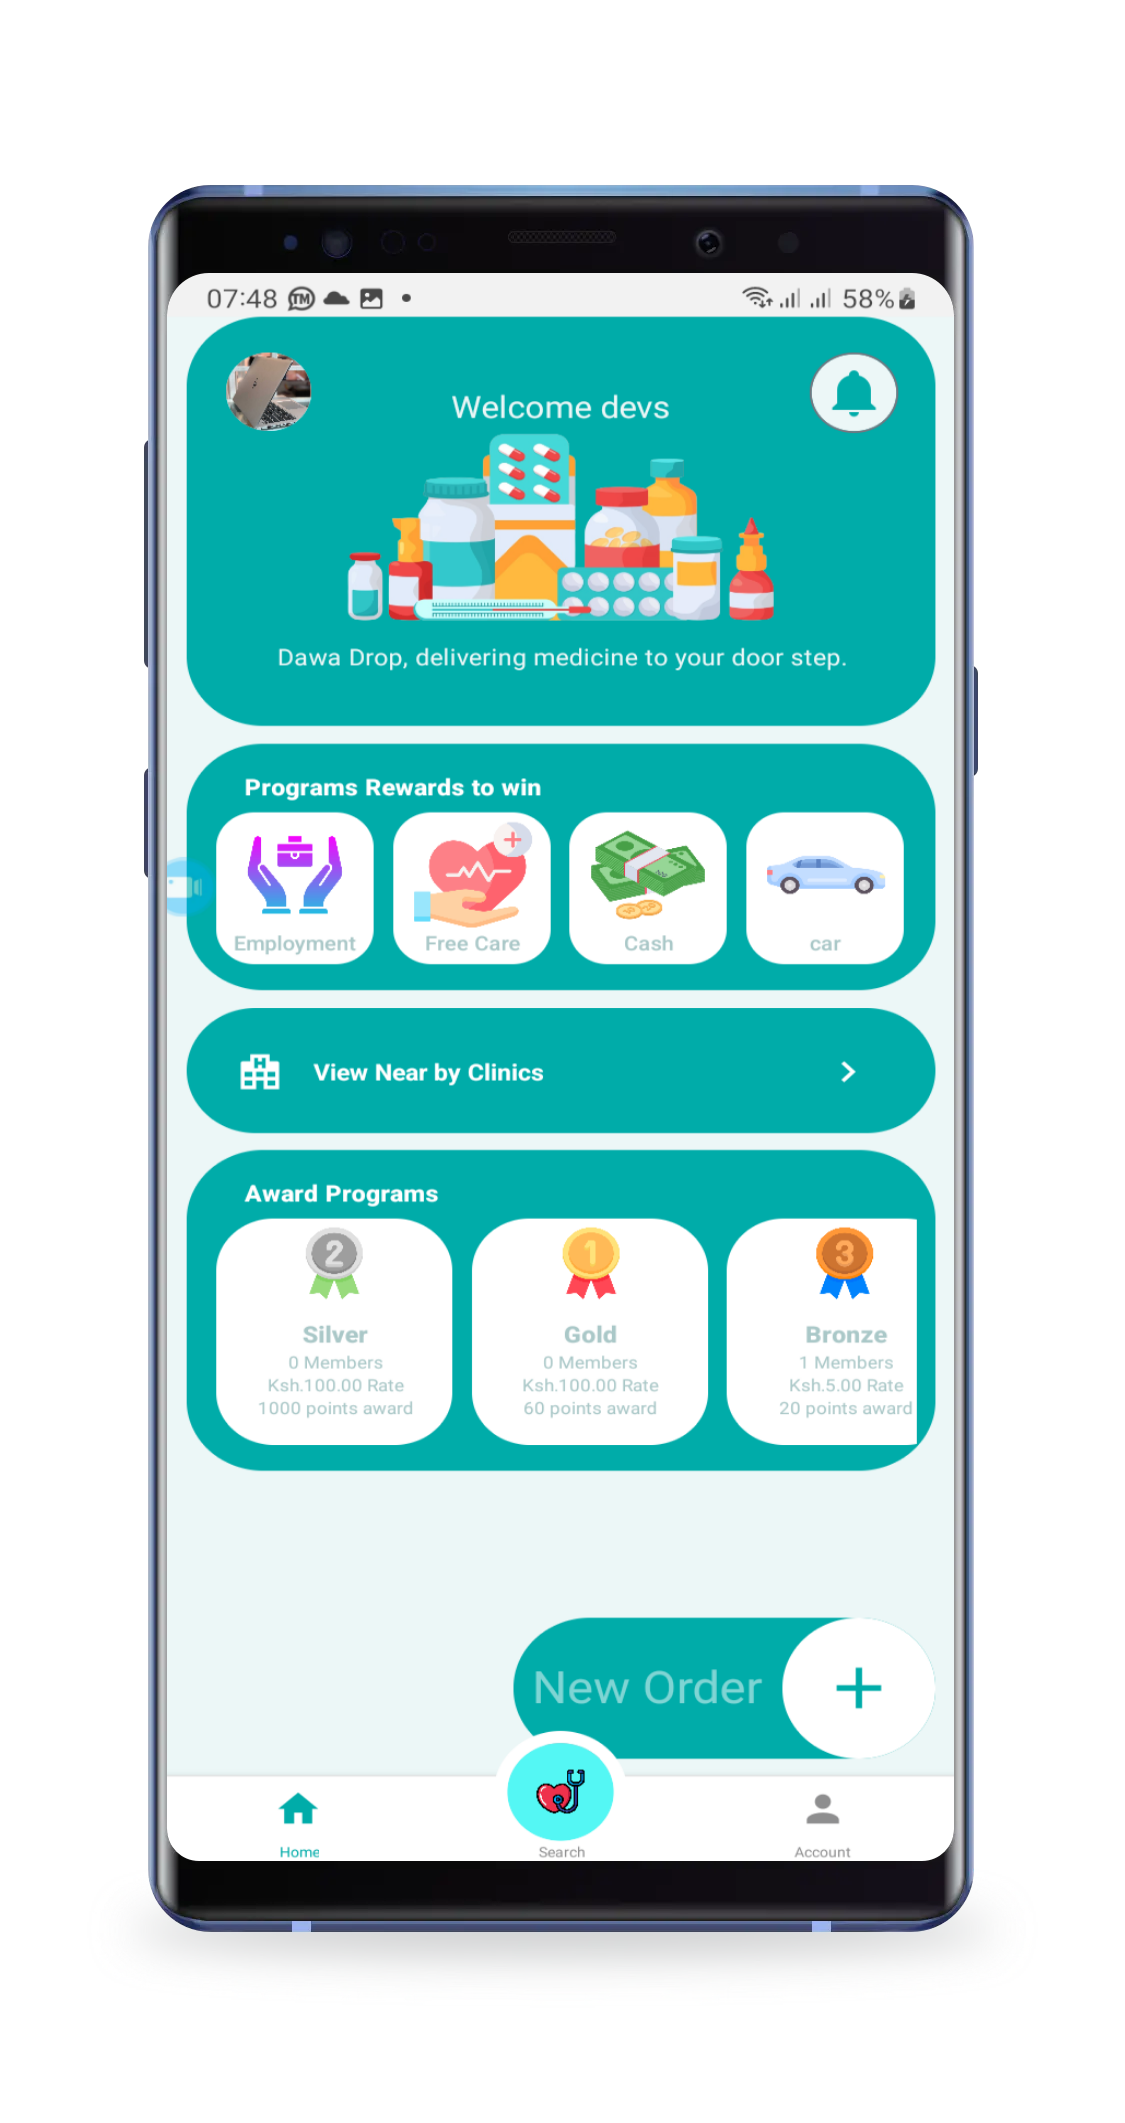 07:48
58%
Welcome devs
Dawa Drop, delivering medicine to your door step.
Programs Rewards to win
Employment
Free Care
Cash
car
View Near by Clinics
Award Programs
2
Silver
0 Members
Ksh.100.00 Rate
1000 points award
1
Gold
0 Members
Ksh.100.00 Rate
60 points award
3
Bronze
1 Members
Ksh.5.00 Rate
20 points award
New Order
Home
Search
Account